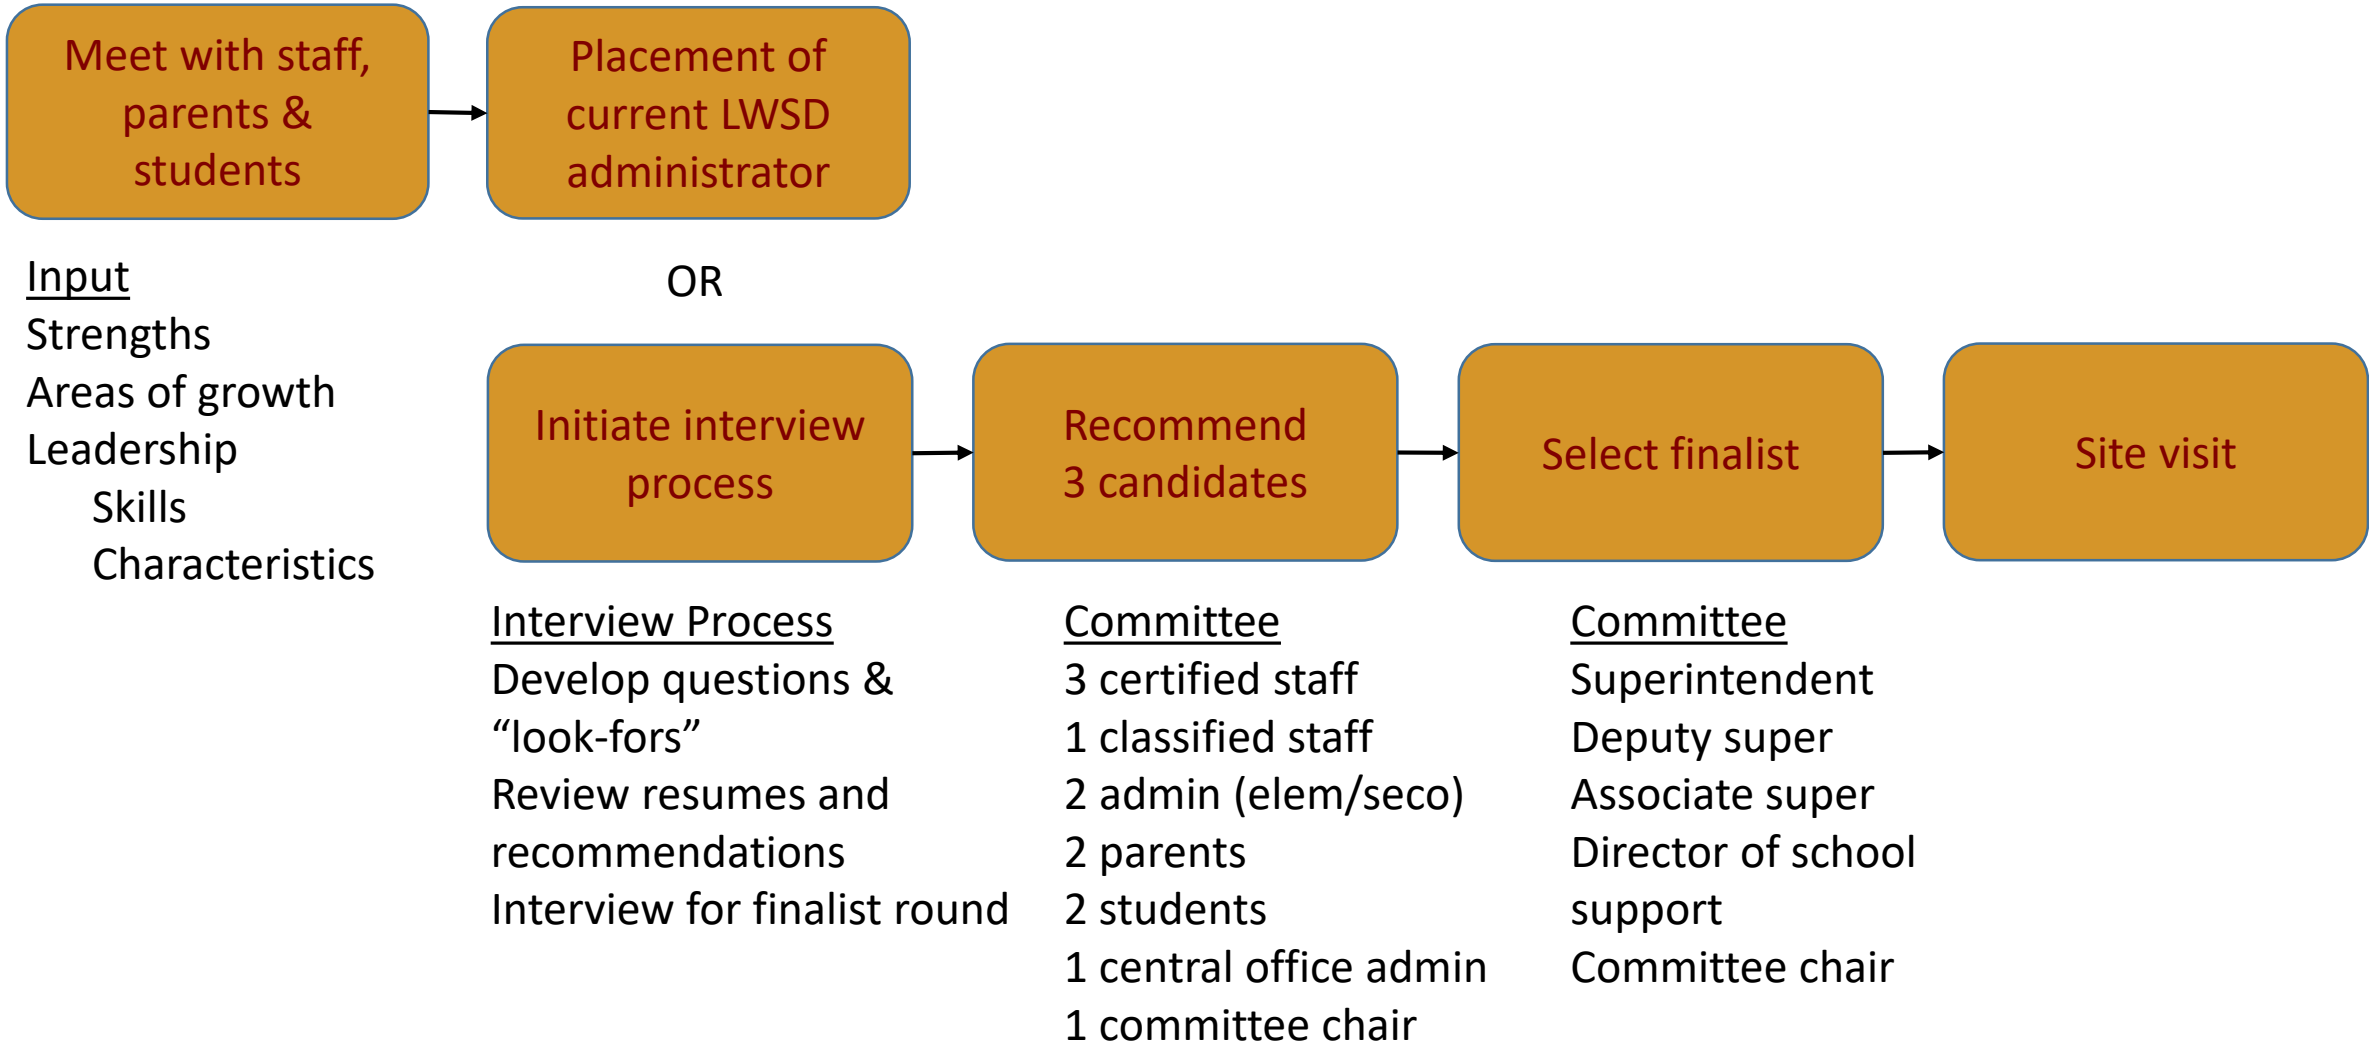 Meet with staff,
parents &
students
Placement of
current LWSD
administrator
Input
Strengths
Areas of growth
Leadership
Skills
Characteristics
OR
Initiate interview
process
Recommend
3 candidates
Select finalist
Site visit
Interview Process
Develop questions &
“look-fors”
Review resumes and
recommendations
Interview for finalist round
Committee
3 certified staff
1 classified staff
2 admin (elem/seco)
2 parents
2 students
1 central office admin
1 committee chair
Committee
Superintendent
Deputy super
Associate super
Director of school
support
Committee chair